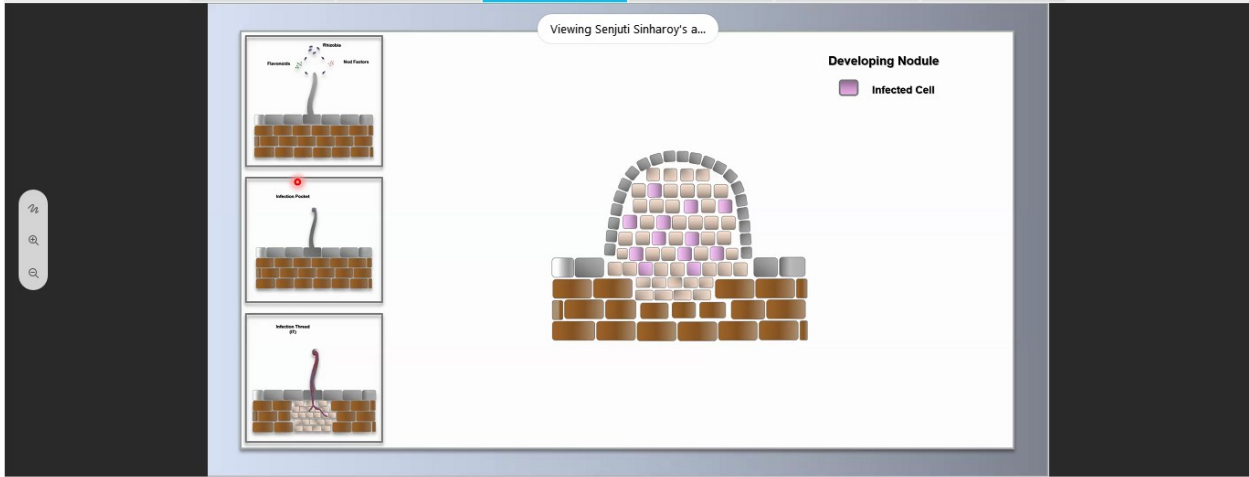 Viewing Senjuti Sinharoy's a...
Rhizobia
Flavonoids
Nod Factors
Infection Pocket
Infection Thread
(IT)
Developing Nodule
Infected Cell